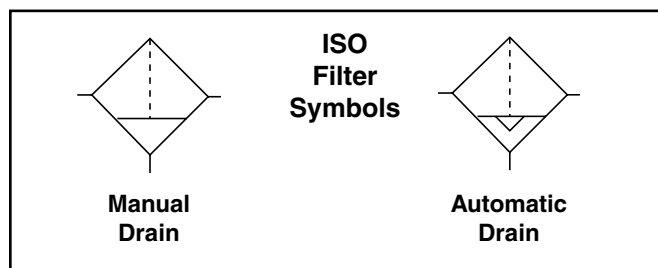 ISO
Filter
Symbols
Manual
Drain
Automatic
Drain